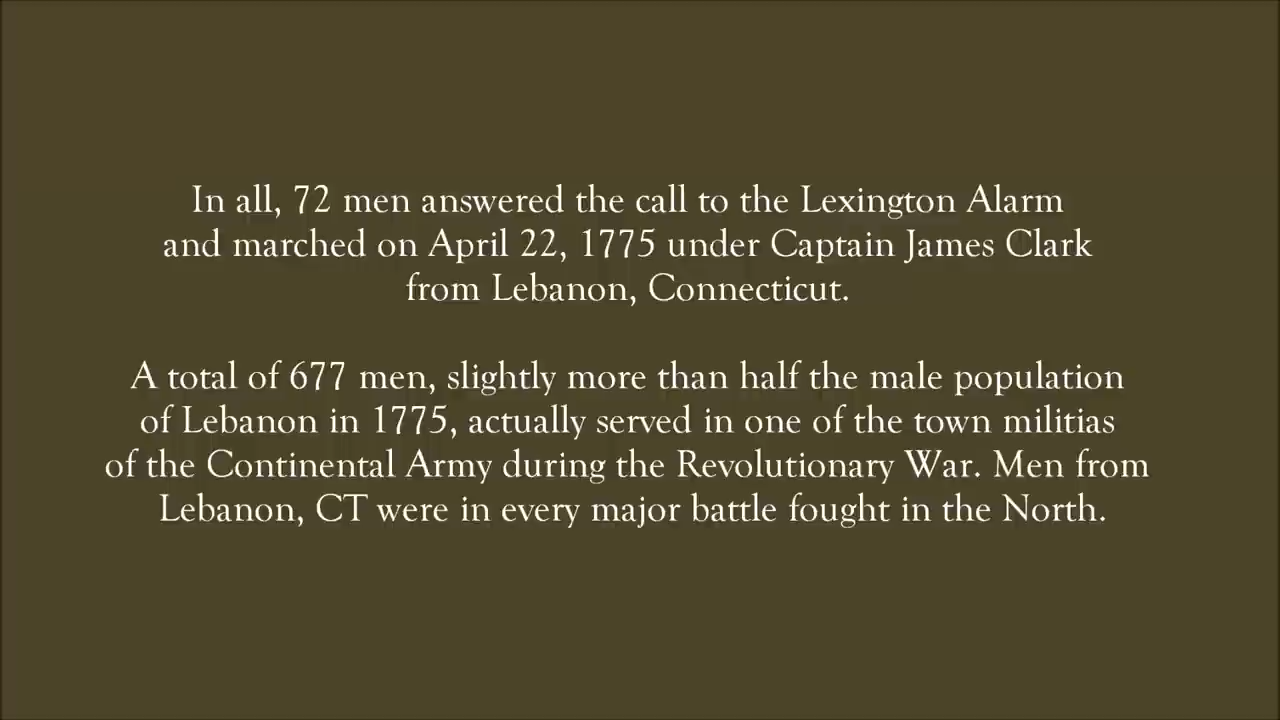 In all, 72 men answered the call to the Lexington Alarm
and marched on April 22, 1775 under Captain James Clark
from Lebanon, Connecticut.
A total of 677 men, slightly more than half the male population
of Lebanon in 1775, actually served in one of the town militias
of the Continental Army during the Revolutionary War. Men from
Lebanon, CT were in every major battle fought in the North.